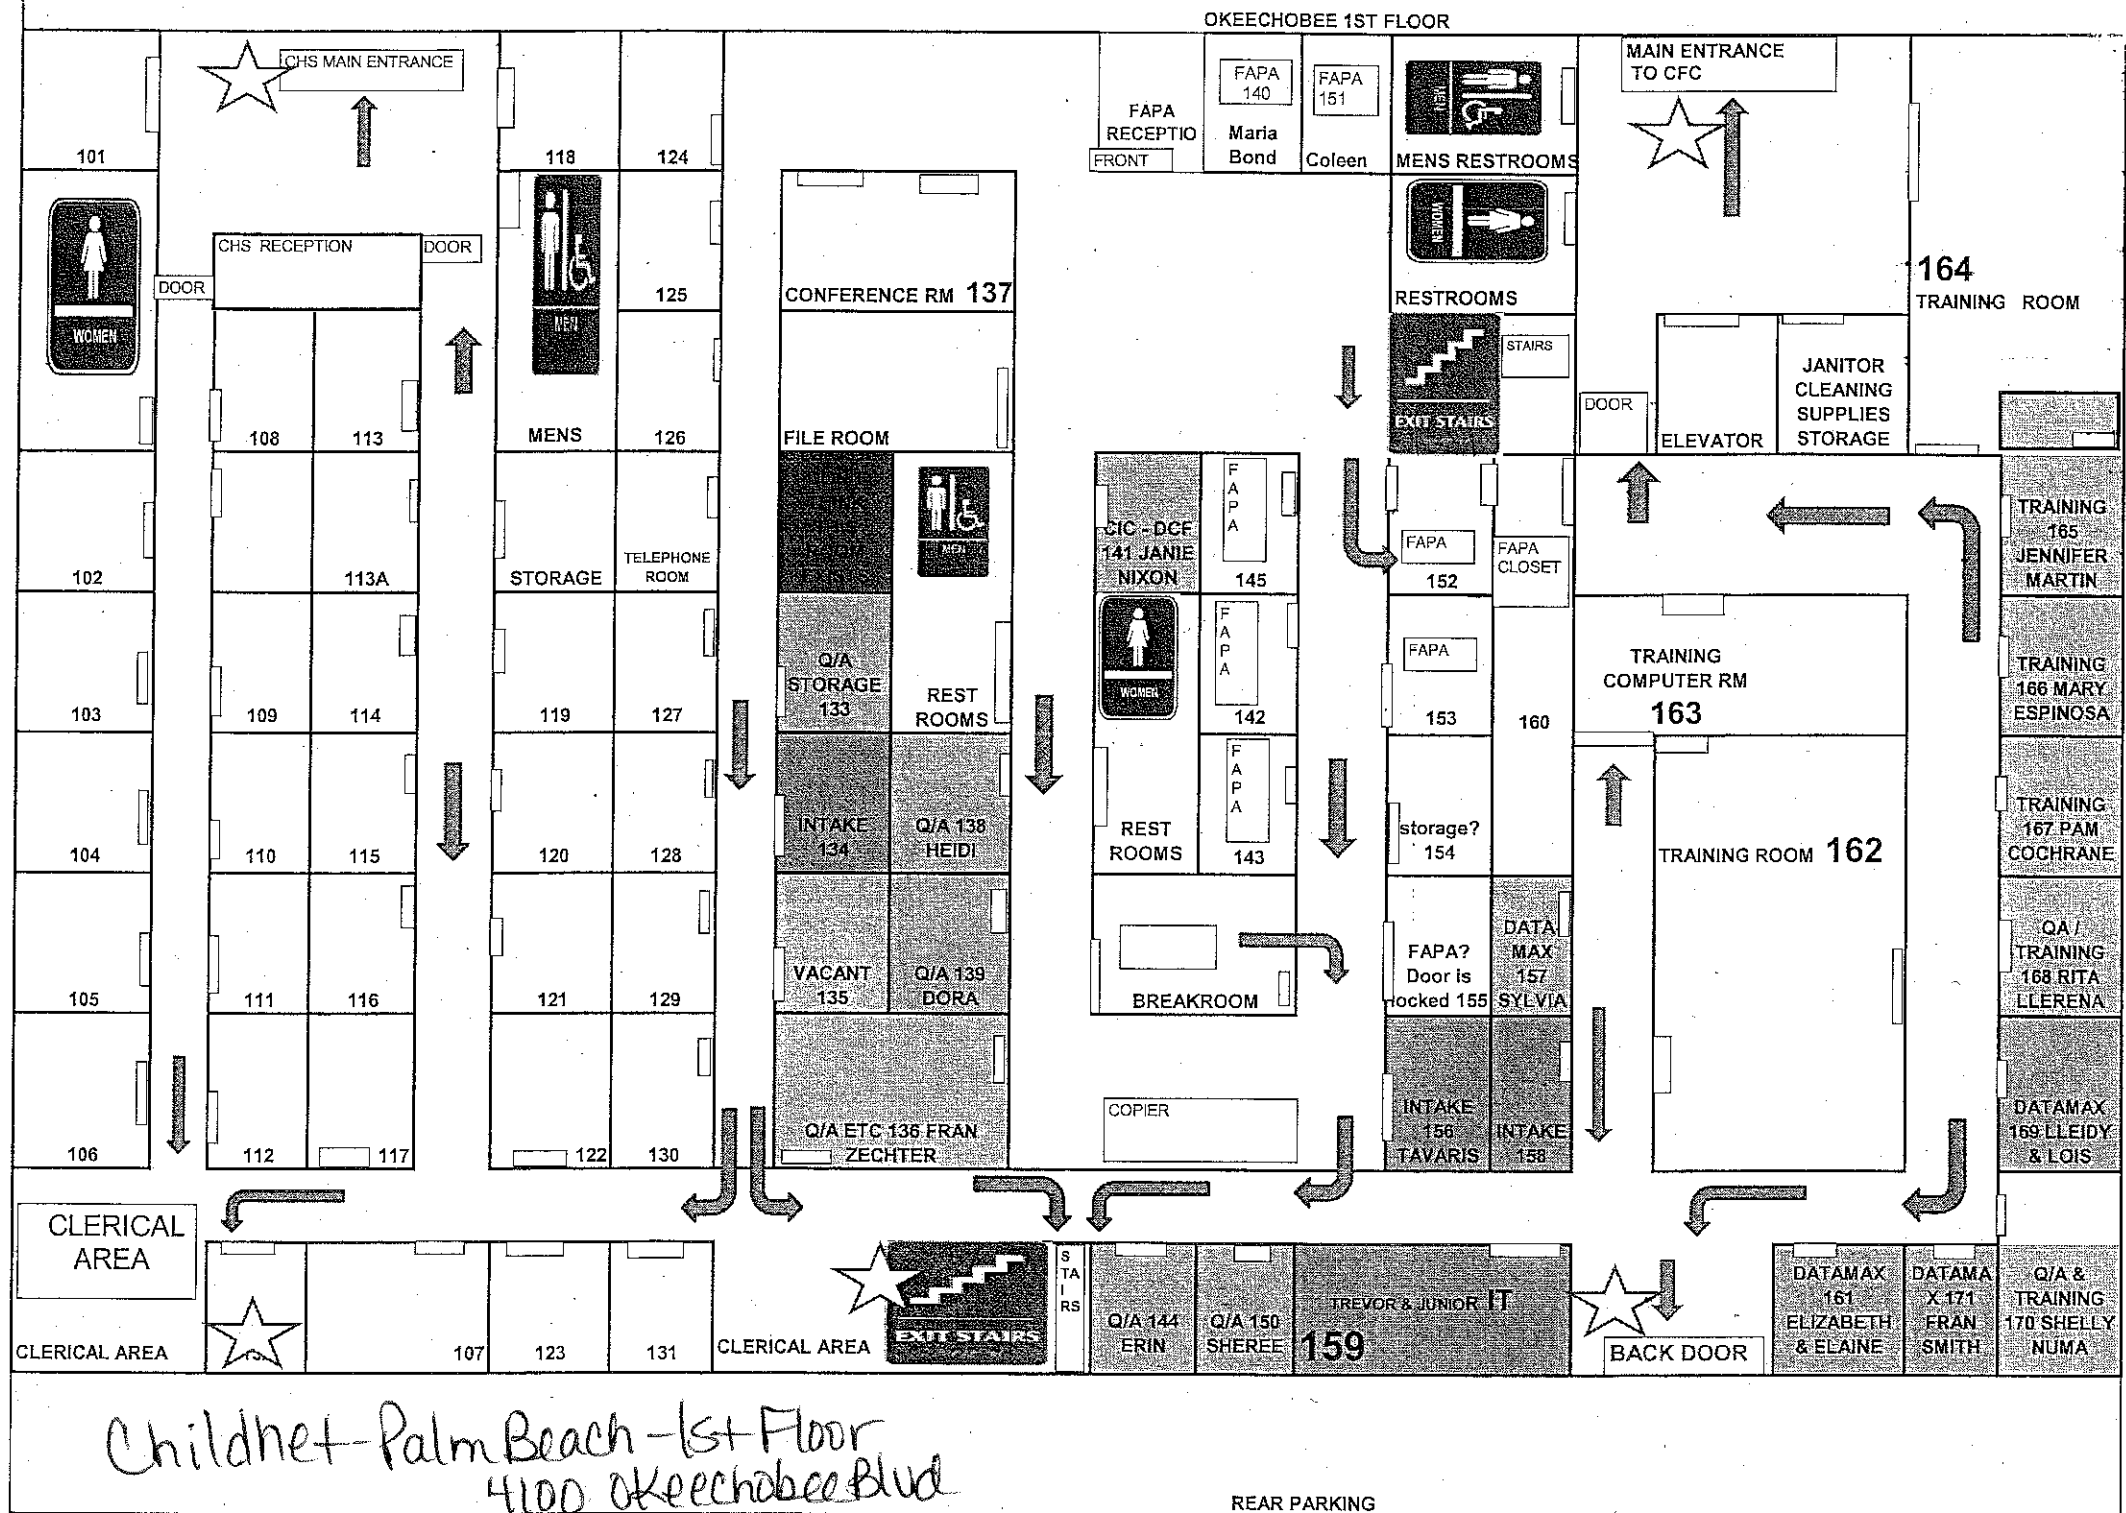 OKEECHOBEE 1ST FLOOR
CHS MAIN ENTRANCE
101
118
124
FAPA
RECEPTIO
FRONT
FAPA
140
Maria
Bond
FAPA
151
Coleen
MEN
MENS RESTROOMS
MAIN ENTRANCE
TO CFC
WOMEN
CHS RECEPTION
DOOR
DOOR
MEN
MENS
125
CONFERENCE RM 137
WOMEN
RESTROOMS
164
TRAINING ROOM
108
113
126
FILE ROOM
EXIT STAIRS
STAIRS
DOOR
ELEVATOR
JANITOR
CLEANING
SUPPLIES
STORAGE
102
113A
STORAGE
TELEPHONE
ROOM
MEN
CIC - DCF
141 JANIE
NIXON
FAPA
145
FAPA
152
FAPA
CLOSET
TRAINING
165
JENNIFER
MARTIN
103
109
114
119
127
Q/A
STORAGE
133
REST
ROOMS
WOMEN
FAPA
142
FAPA
153
160
TRAINING
COMPUTER RM
163
TRAINING
166 MARY
ESPINOSA
104
110
115
120
128
INTAKE
134
Q/A 138
HEIDI
REST
ROOMS
FAPA
143
storage?
154
TRAINING ROOM 162
TRAINING
167 PAM
COCHRANE
105
111
116
121
129
VACANT
135
Q/A 139
DORA
BREAKROOM
FAPA?
Door is
locked 155
DATA
MAX
157
SYLVIA
QA /
TRAINING
168 RITA
LLERENA
106
112
117
122
130
Q/A ETC 136 FRAN
ZECHTER
COPIER
INTAKE
156
TAVARIS
INTAKE
158
DATAMAX
169 LLEIDY
& LOIS
CLERICAL
AREA
CLERICAL AREA
107
123
131
CLERICAL AREA
EXIT STAIRS
STAIRS
Q/A 144
ERIN
Q/A 150
SHEREE
TREVOR & JUNIOR IT
159
BACK DOOR
DATAMAX
161
ELIZABETH
& ELAINE
DATAMA
X 171
FRAN
SMITH
Q/A &
TRAINING
170 SHELLY
NUMA
Childnet-Palm Beach-1st Floor
4100 Okeechobee Blvd
REAR PARKING